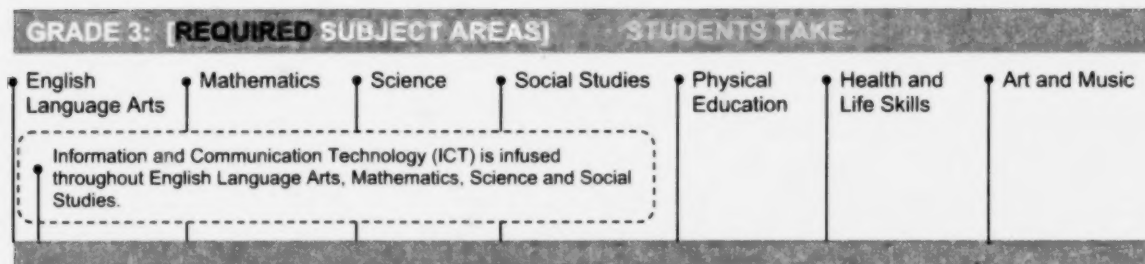 GRADE 3: [REQUIRED SUBJECT AREAS] STUDENTS TAKE:
English
Language Arts
Mathematics
Science
Social Studies
Physical
Education
Health and
Life Skills
Art and Music
Information and Communication Technology (ICT) is infused
throughout English Language Arts, Mathematics, Science and Social
Studies.